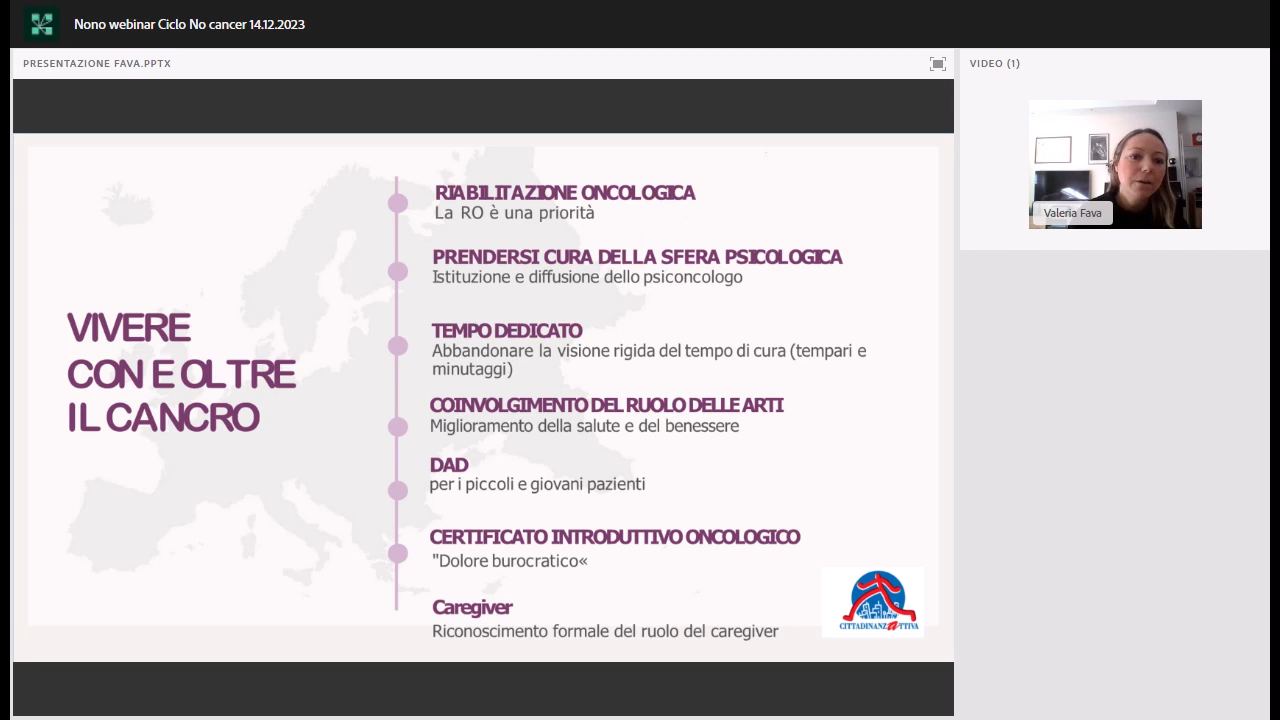 Nono webinar Ciclo No cancer 14.12.2023
PRESENTAZIONE FAVA.PPTX
VIDEO (1)
Valeria Fava
VIVERE
CON E OLTRE
IL CANCRO
RIABILITAZIONE ONCOLOGICA
La RO è una priorità
PRENDERSI CURA DELLA SFERA PSICOLOGICA
Istituzione e diffusione dello psiconcologo
TEMPO DEDICATO
Abbandonare la visione rigida del tempo di cura (tempari e
minutaggi)
COINVOLGIMENTO DEL RUOLO DELLE ARTI
Miglioramento della salute e del benessere
DAD
per i piccoli e giovani pazienti
CERTIFICATO INTRODUTTIVO ONCOLOGICO
"Dolore burocratico«
Caregiver
Riconoscimento formale del ruolo del caregiver
CITTADINANZATTIVA